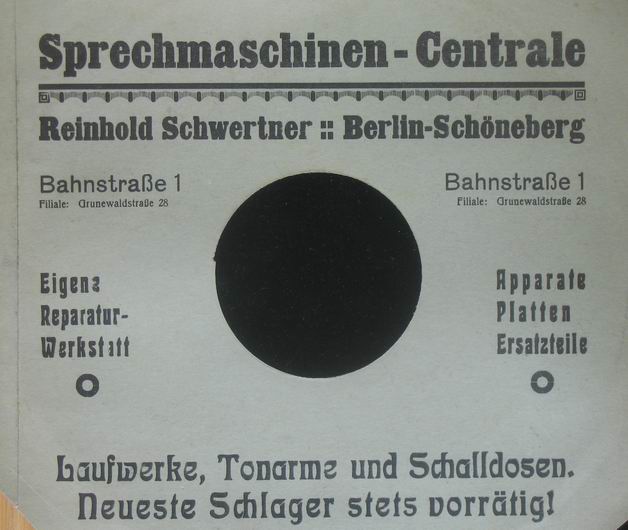 Sprechmaschinen-Centrale
Reinhold Schwertner :: Berlin-Schöneberg
Bahnstraße 1
Filiale: Grunewaldstraße 28
Bahnstraße 1
Filiale: Grunewaldstraße 28
Eigene
Reparatur-
Werkstatt
Apparate
Platten
Ersatzteile
Laufwerke, Tonarme und Schalldosen.
Neueste Schlager stets vorrätig!